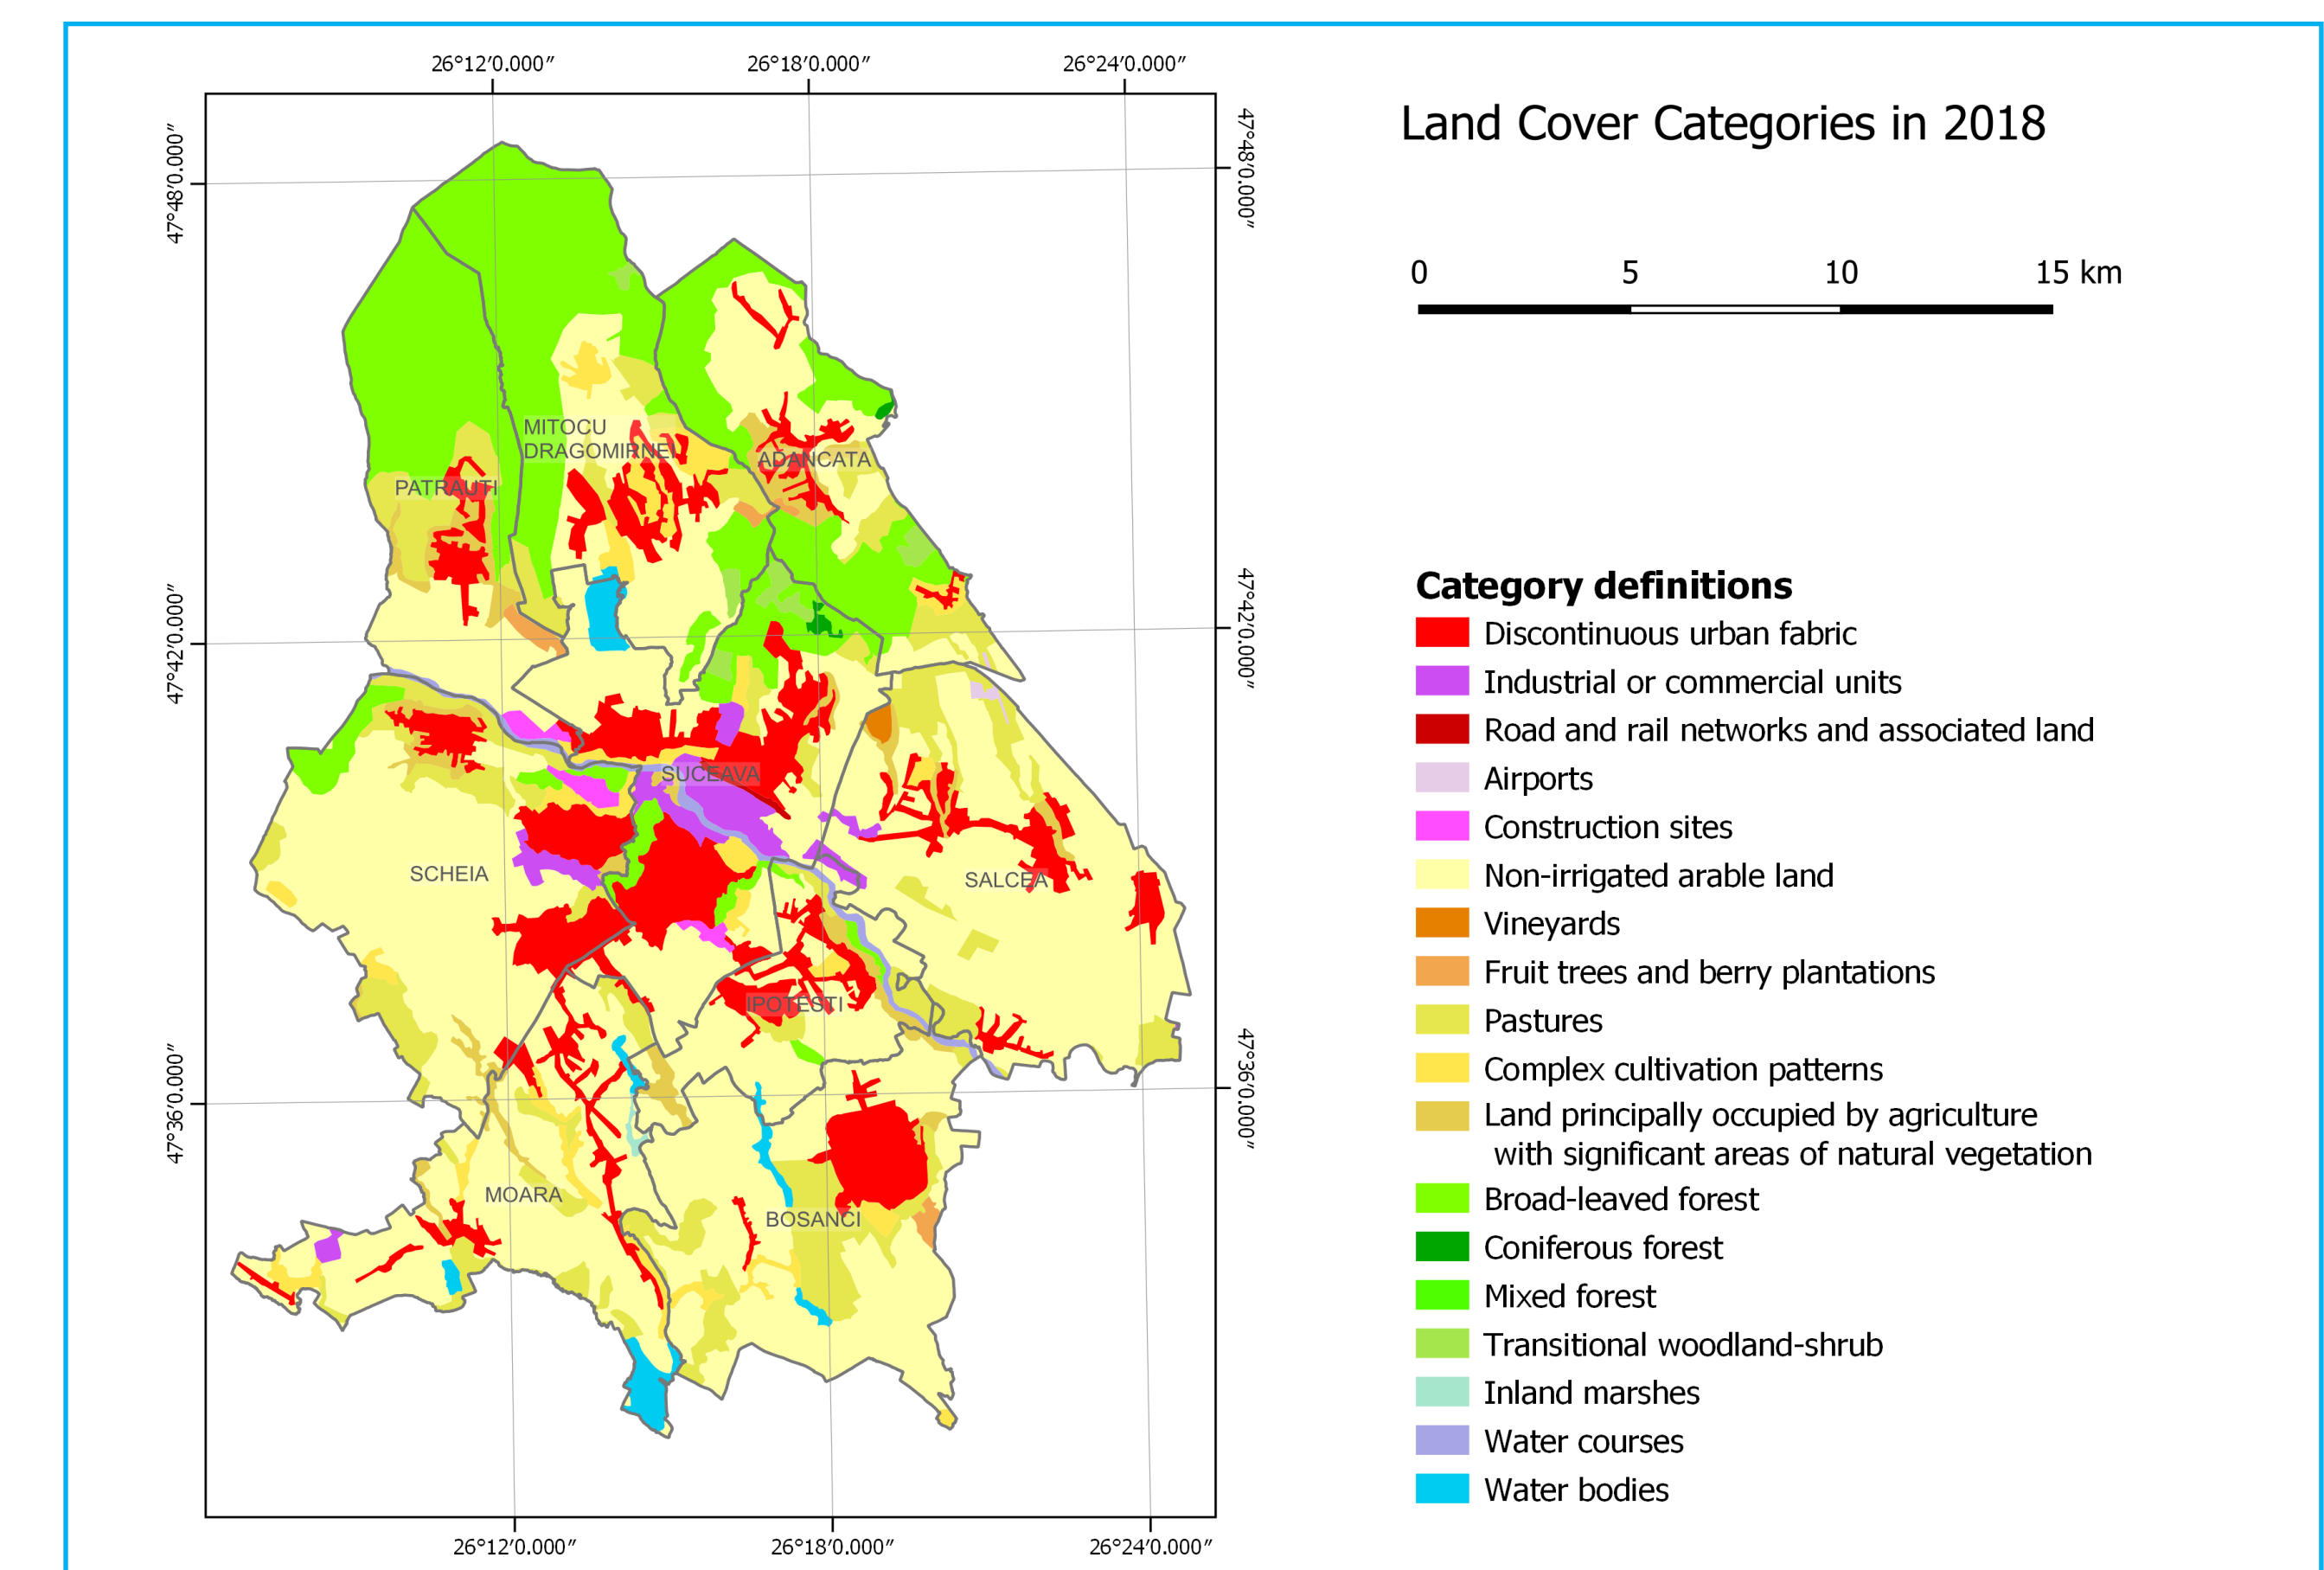 26°12′0.000″
26°18′0.000″
26°24′0.000″
47°48′0.000″
47°48′0.000″
47°42′0.000″
47°42′0.000″
47°36′0.000″
47°36′0.000″
MITOCU
DRAGOMIRNEI
ADANCATA
PATRAUTI
SUCEAVA
SCHEIA
SALCEA
IPOTESTI
MOARA
BOSANCI
26°12′0.000″
26°18′0.000″
26°24′0.000″
Land Cover Categories in 2018
0 5 10 15 km
Category definitions
Discontinuous urban fabric
Industrial or commercial units
Road and rail networks and associated land
Airports
Construction sites
Non-irrigated arable land
Vineyards
Fruit trees and berry plantations
Pastures
Complex cultivation patterns
Land principally occupied by agriculture
with significant areas of natural vegetation
Broad-leaved forest
Coniferous forest
Mixed forest
Transitional woodland-shrub
Inland marshes
Water courses
Water bodies